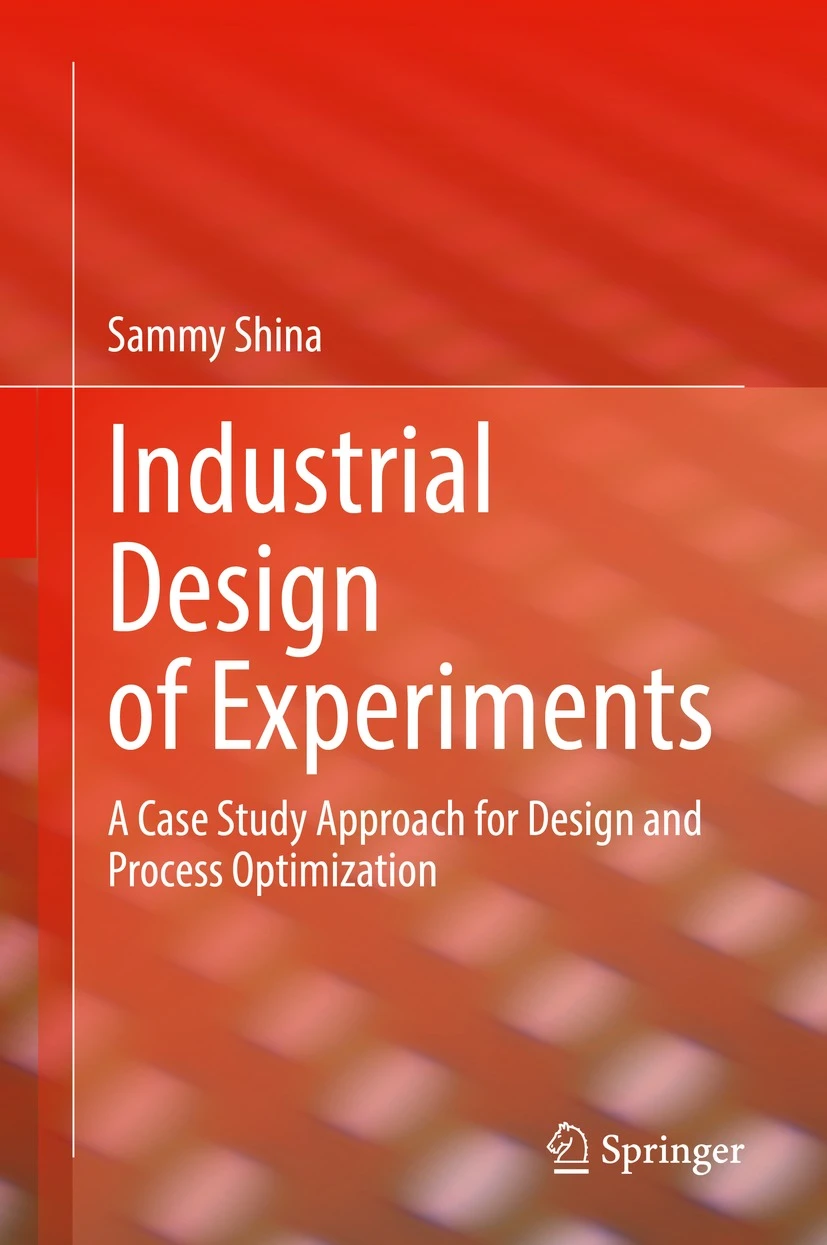 Sammy Shina
Industrial
Design
of Experiments
A Case Study Approach for Design and
Process Optimization
Springer